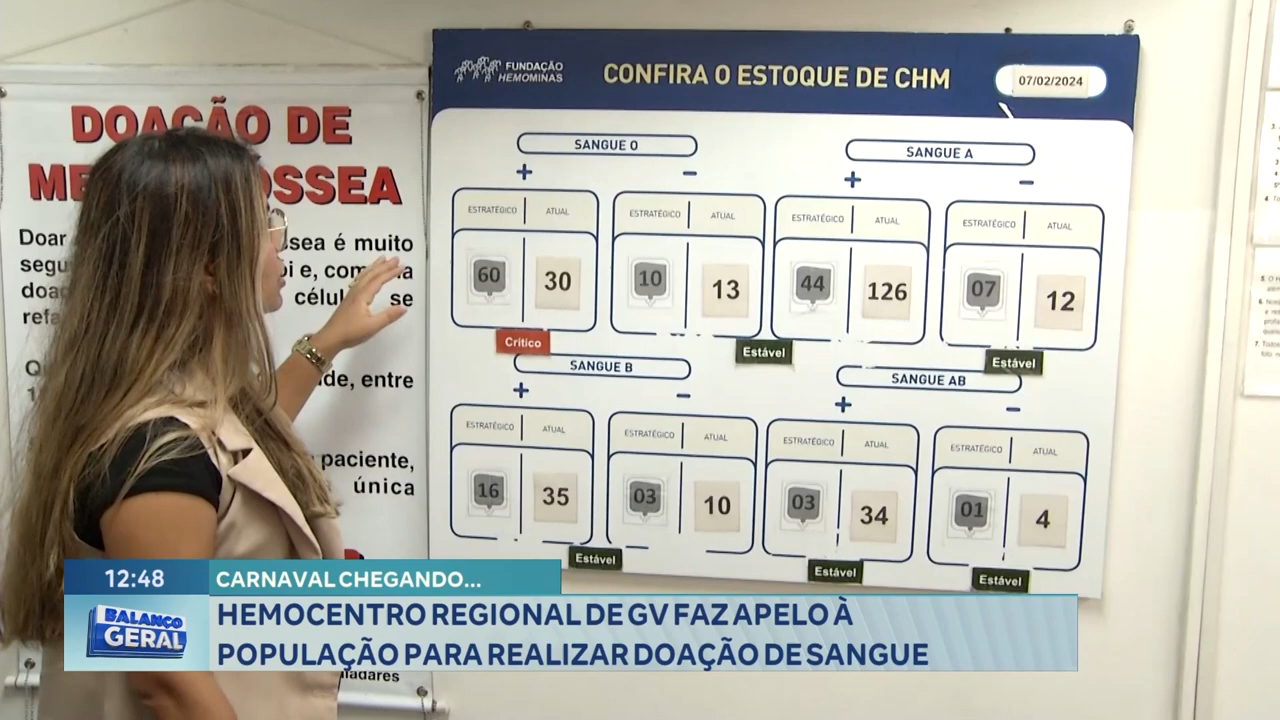 FUNDAÇÃO
HEMOMINAS
CONFIRA O ESTOQUE DE CHM
07/02/2024
DOAÇÃO DE
OSSEA
Doar ssea é muito
e, com
célul se
de, entre
paciente,
única
SANGUE O
+ -
ESTRATÉGICO ATUAL
60 30
Crítico
ESTRATÉGICO ATUAL
10 13
Estável
SANGUE A
+ -
ESTRATÉGICO ATUAL
44 126
ESTRATÉGICO ATUAL
07 12
Estável
SANGUE B
+ -
ESTRATÉGICO ATUAL
16 35
Estável
ESTRATÉGICO ATUAL
03 10
SANGUE AB
+ -
ESTRATÉGICO ATUAL
03 34
Estável
ESTRATÉGICO ATUAL
01 4
Estável
12:48
CARNAVAL CHEGANDO...
BALANÇO
GERAL
HEMOCENTRO REGIONAL DE GV FAZ APELO À
POPULAÇÃO PARA REALIZAR DOAÇÃO DE SANGUE